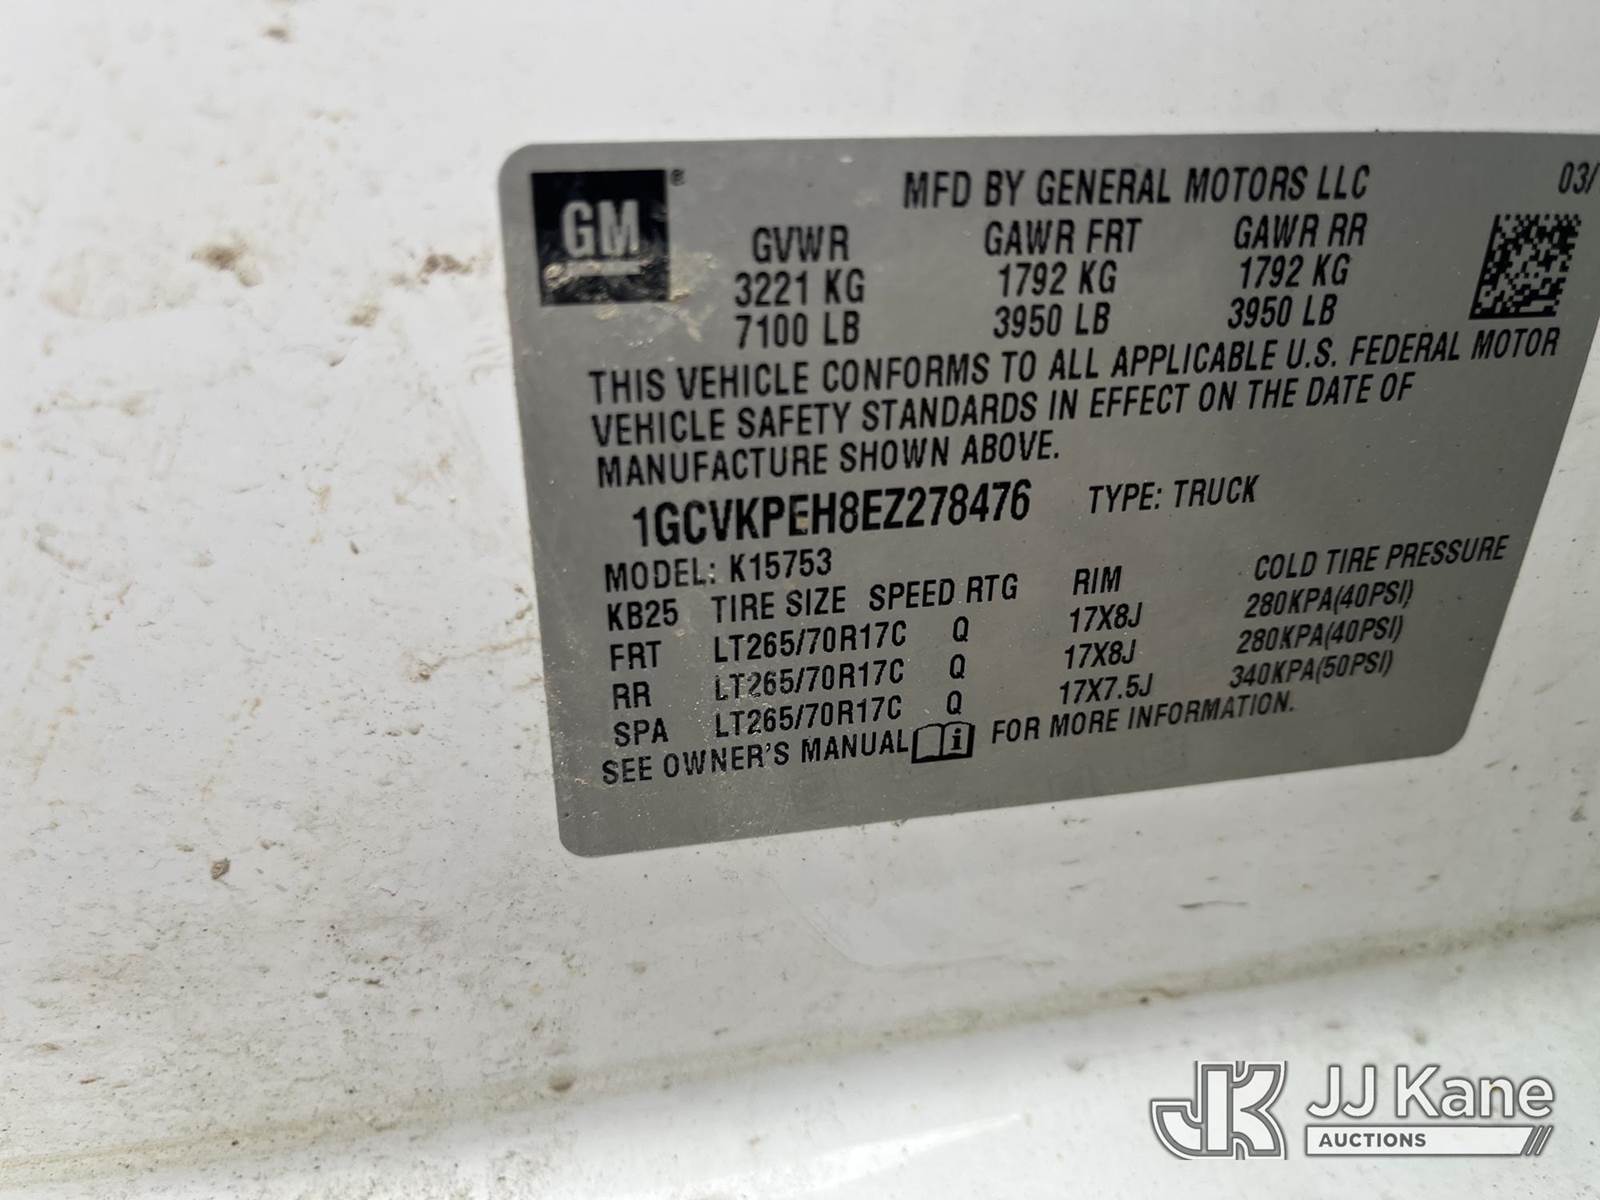 GM
®
MFD BY GENERAL MOTORS LLC 03/
GVWR GAWR FRT GAWR RR
3221 KG 1792 KG 1792 KG
7100 LB 3950 LB 3950 LB
THIS VEHICLE CONFORMS TO ALL APPLICABLE U.S. FEDERAL MOTOR
VEHICLE SAFETY STANDARDS IN EFFECT ON THE DATE OF
MANUFACTURE SHOWN ABOVE.
1GCVKPEH8EZ278476 TYPE: TRUCK
MODEL: K15753
KB25 TIRE SIZE SPEED RTG RIM COLD TIRE PRESSURE
FRT LT265/70R17C Q 17X8J 280KPA(40PSI)
RR LT265/70R17C Q 17X8J 280KPA(40PSI)
SPA LT265/70R17C Q 17X7.5J 340KPA(50PSI)
SEE OWNER'S MANUAL i FOR MORE INFORMATION.
JK JJ Kane
AUCTIONS